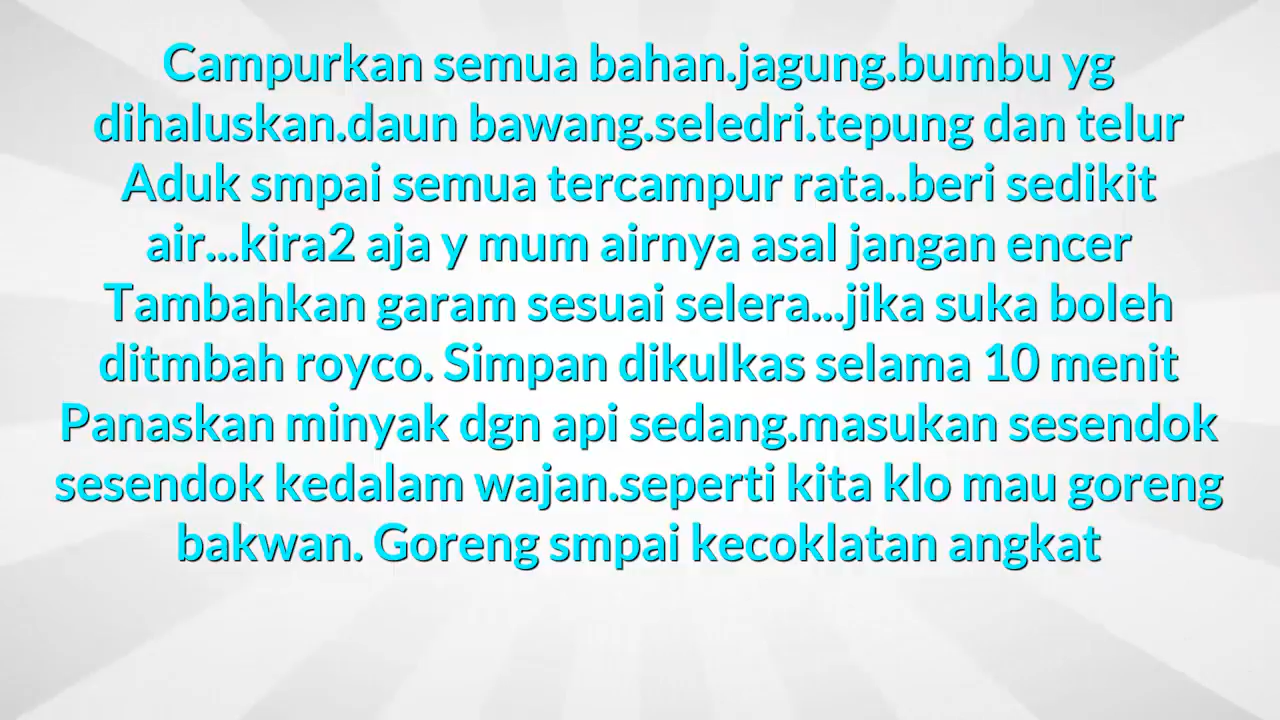 Campurkan semua bahan.jagung.bumbu yg
dihaluskan.daun bawang.seledri.tepung dan telur
Aduk smpai semua tercampur rata..beri sedikit
air...kira2 aja y mum airnya asal jangan encer
Tambahkan garam sesuai selera...jika suka boleh
ditmbah royco. Simpan dikulkas selama 10 menit
Panaskan minyak dgn api sedang.masukan sesendok
sesendok kedalam wajan.seperti kita klo mau goreng
bakwan. Goreng smpai kecoklatan angkat